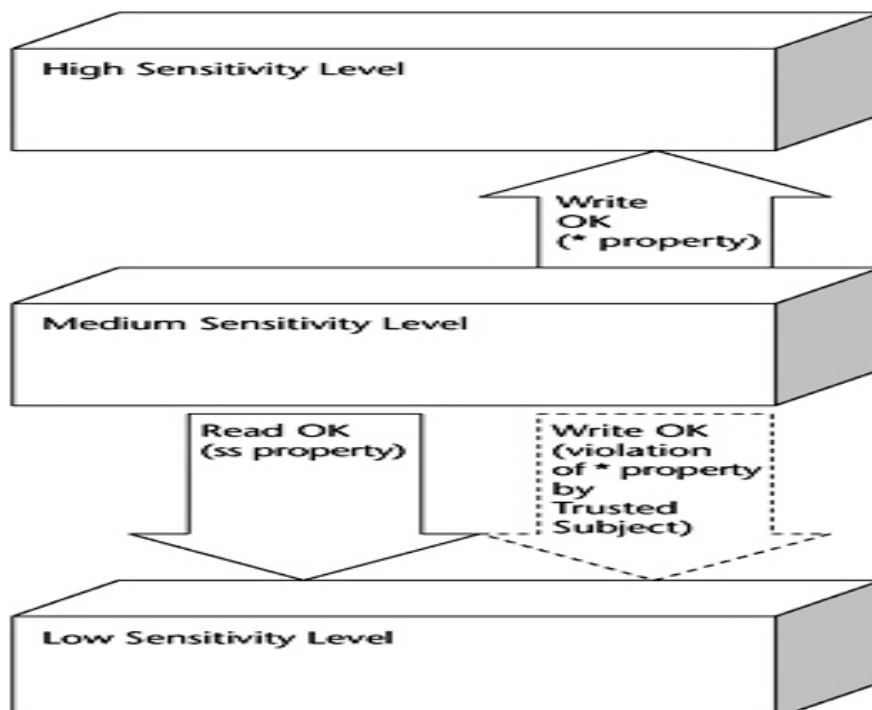 High Sensitivity Level
Write
OK
(* property)
Medium Sensitivity Level
Read OK
(ss property)
Write OK
(violation
of * property
by
Trusted
Subject)
Low Sensitivity Level